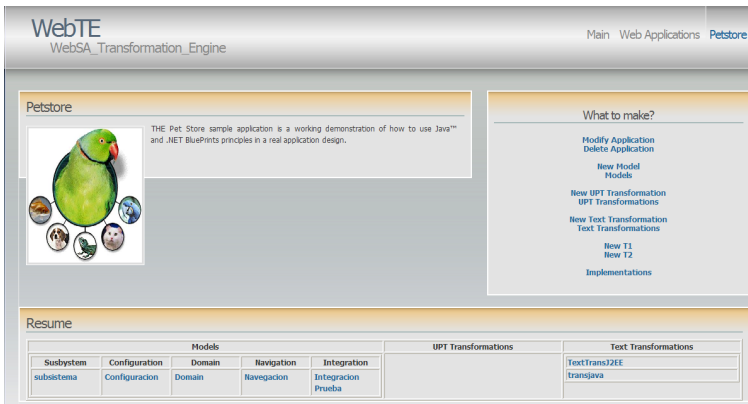 WebTE
WebSA_Transformation_Engine
Main Web Applications Petstore
Petstore
THE Pet Store sample application is a working demonstration of how to use Java™
and .NET BluePrints principles in a real application design.
What to make?
Modify Application
Delete Application
New Model
Models
New UPT Transformation
UPT Transformations
New Text Transformation
Text Transformations
New T1
New T2
Implementations
Resume
Models UPT Transformations Text Transformations
Susbystem Configuration Domain Navigation Integration
TextTransJ2EE
subsistema Configuracion Domain Navegacion Integracion
transjava
Prueba